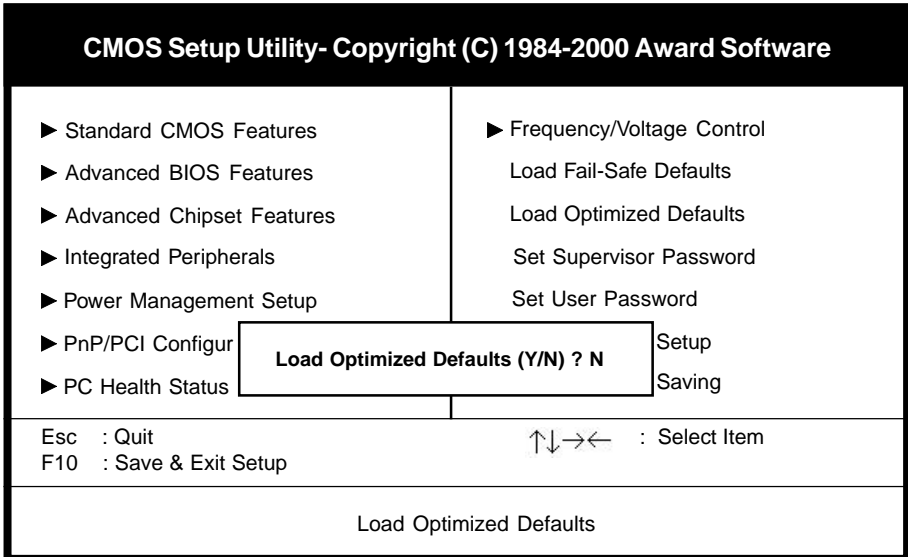 CMOS Setup Utility- Copyright (C) 1984-2000 Award Software
▶ Standard CMOS Features
▶ Advanced BIOS Features
▶ Advanced Chipset Features
▶ Integrated Peripherals
▶ Power Management Setup
▶ PnP/PCI Configur
▶ PC Health Status
▶ Frequency/Voltage Control
Load Fail-Safe Defaults
Load Optimized Defaults
Set Supervisor Password
Set User Password
Setup
Saving
Load Optimized Defaults (Y/N) ? N
Esc : Quit
F10 : Save & Exit Setup
↑↓→← : Select Item
Load Optimized Defaults